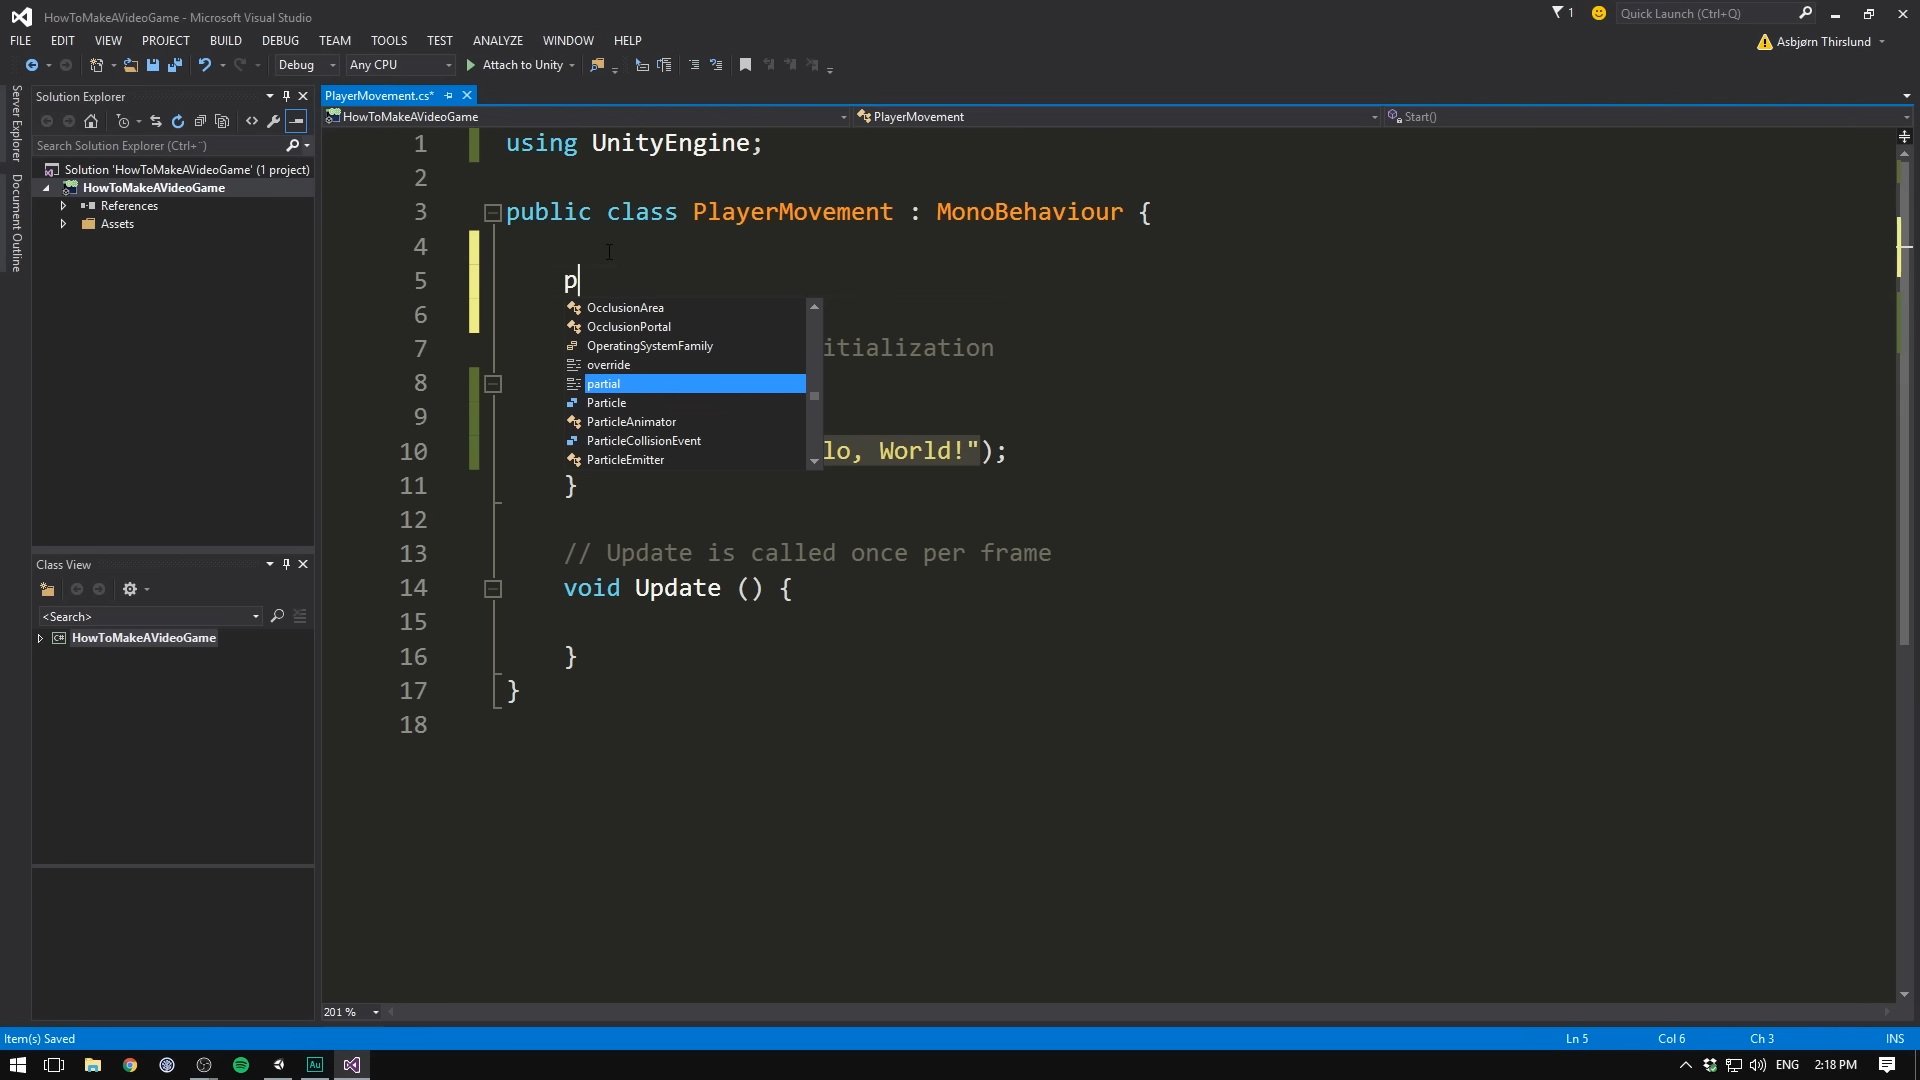 HowToMakeAVideoGame - Microsoft Visual Studio
1
Quick Launch (Ctrl+Q)
FILE EDIT VIEW PROJECT BUILD DEBUG TEAM TOOLS TEST ANALYZE WINDOW HELP
Asbjørn Thirslund
Debug Any CPU Attach to Unity
Server Explorer
Document Outline
Solution Explorer
Search Solution Explorer (Ctrl+¨)
Solution 'HowToMakeAVideoGame' (1 project)
HowToMakeAVideoGame
References
Assets
Class View
<Search>
C# HowToMakeAVideoGame
PlayerMovement.cs*
HowToMakeAVideoGame PlayerMovement Start()
1 using UnityEngine;
2
3 public class PlayerMovement : MonoBehaviour {
4
5 p
6
OcclusionArea
OcclusionPortal
OperatingSystemFamily
override
partial
Particle
ParticleAnimator
ParticleCollisionEvent
ParticleEmitter
7 itialization
8
9
10 lo, World!");
11 }
12
13 // Update is called once per frame
14 void Update () {
15
16 }
17 }
18
201 %
Item(s) Saved Ln 5 Col 6 Ch 3 INS
Au ENG 2:18 PM